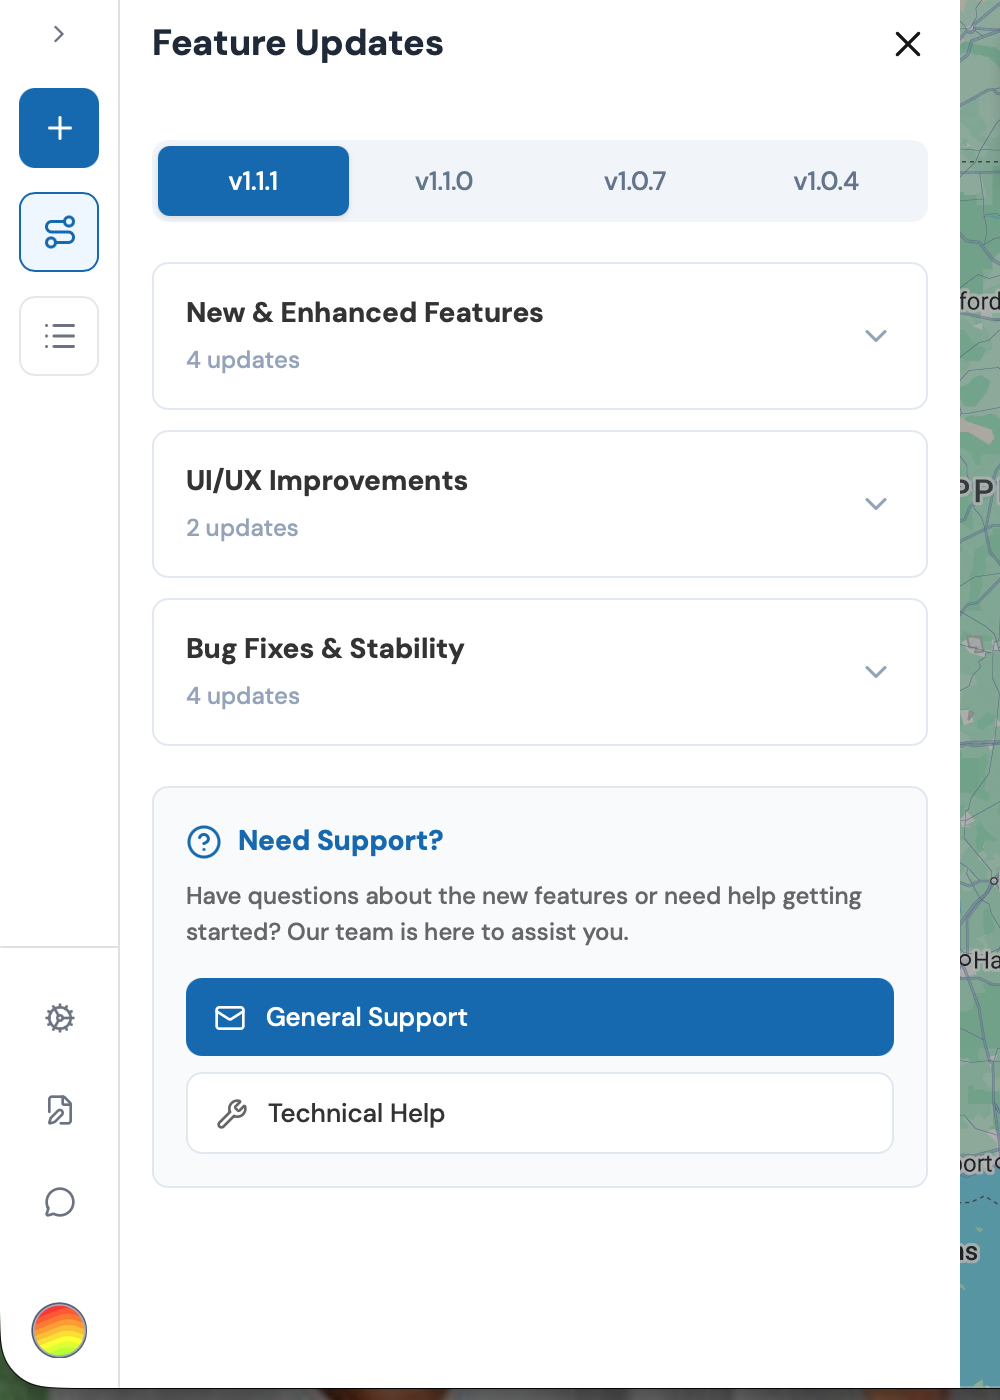 Feature Updates
v1.1.1
v1.1.0
v1.0.7
v1.0.4
New & Enhanced Features
4 updates
UI/UX Improvements
2 updates
Bug Fixes & Stability
4 updates
Need Support?
Have questions about the new features or need help getting
started? Our team is here to assist you.
General Support
Technical Help